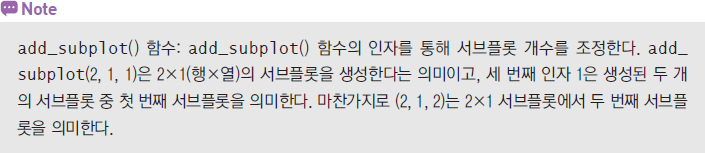 Note
add_subplot() 함수: add_subplot() 함수의 인자를 통해 서브플롯 개수를 조정한다. add_
subplot(2, 1, 1)은 2×1(행×열)의 서브플롯을 생성한다는 의미이고, 세 번째 인자 1은 생성된 두 개
의 서브플롯 중 첫 번째 서브플롯을 의미한다. 마찬가지로 (2, 1, 2)는 2×1 서브플롯에서 두 번째 서브플
롯을 의미한다.